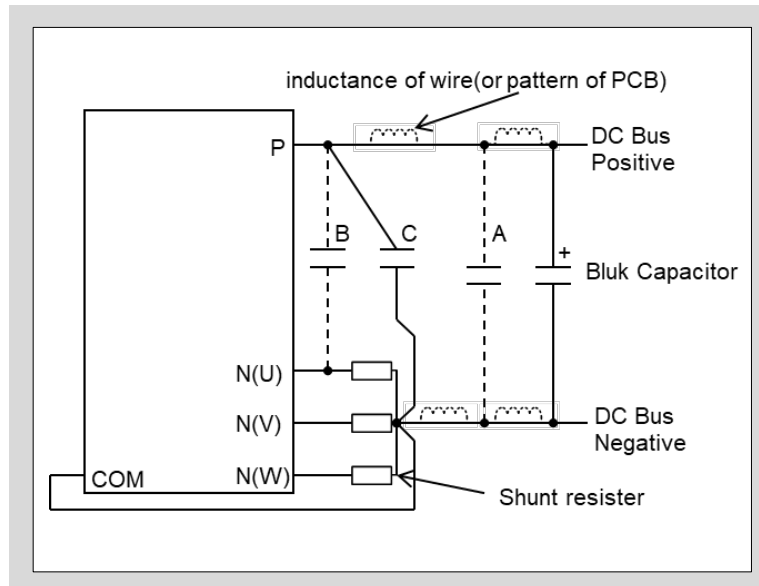 inductance of wire(or pattern of PCB)
P
DC Bus
Positive
B
C
A
+
Bluk Capacitor
N(U)
N(V)
DC Bus
Negative
COM
N(W)
Shunt resister